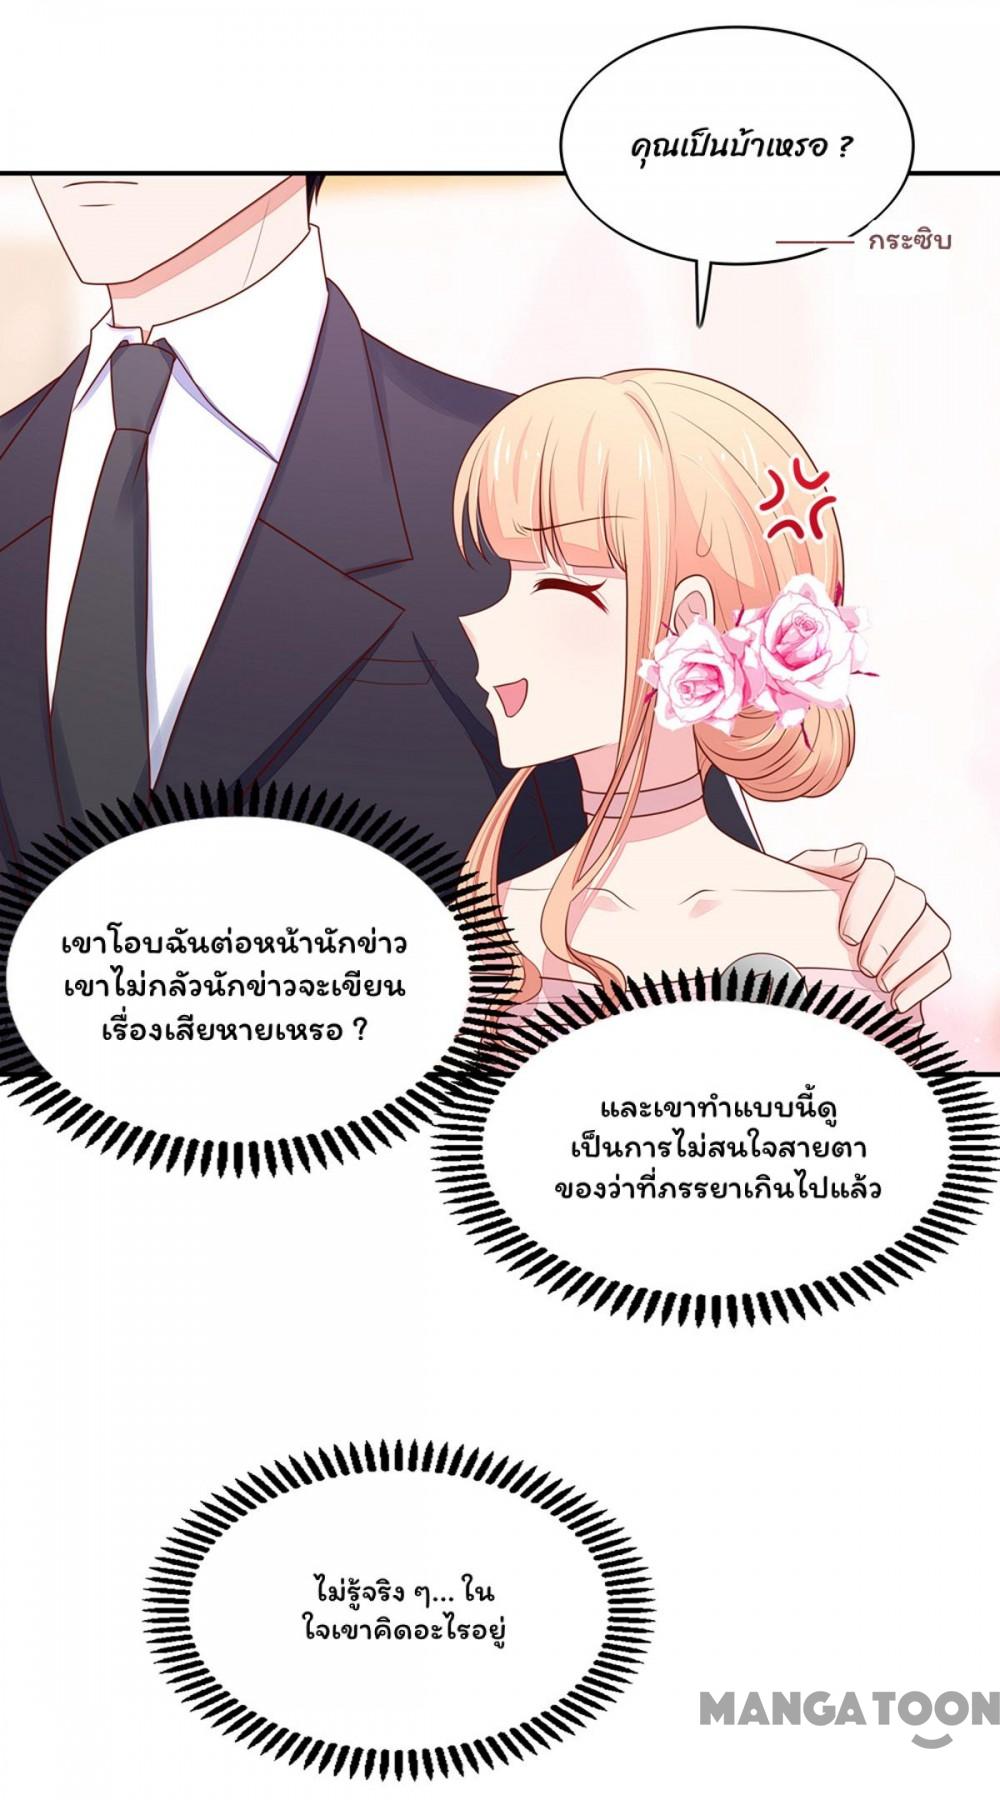 คุณเป็นบ้าเหรอ ?
กระซิบ
เขาโอบฉันต่อหน้านักข่าว
เขาไม่กลัวนักข่าวจะเขียน
เรื่องเสียหายเหรอ ?
และเขาทำแบบนี้ดู
เป็นการไม่สนใจสายตา
ของว่าที่ภรรยาเกินไปแล้ว
ไม่รู้จริง ๆ... ใน
ใจเขาคิดอะไรอยู่
MANGATOON